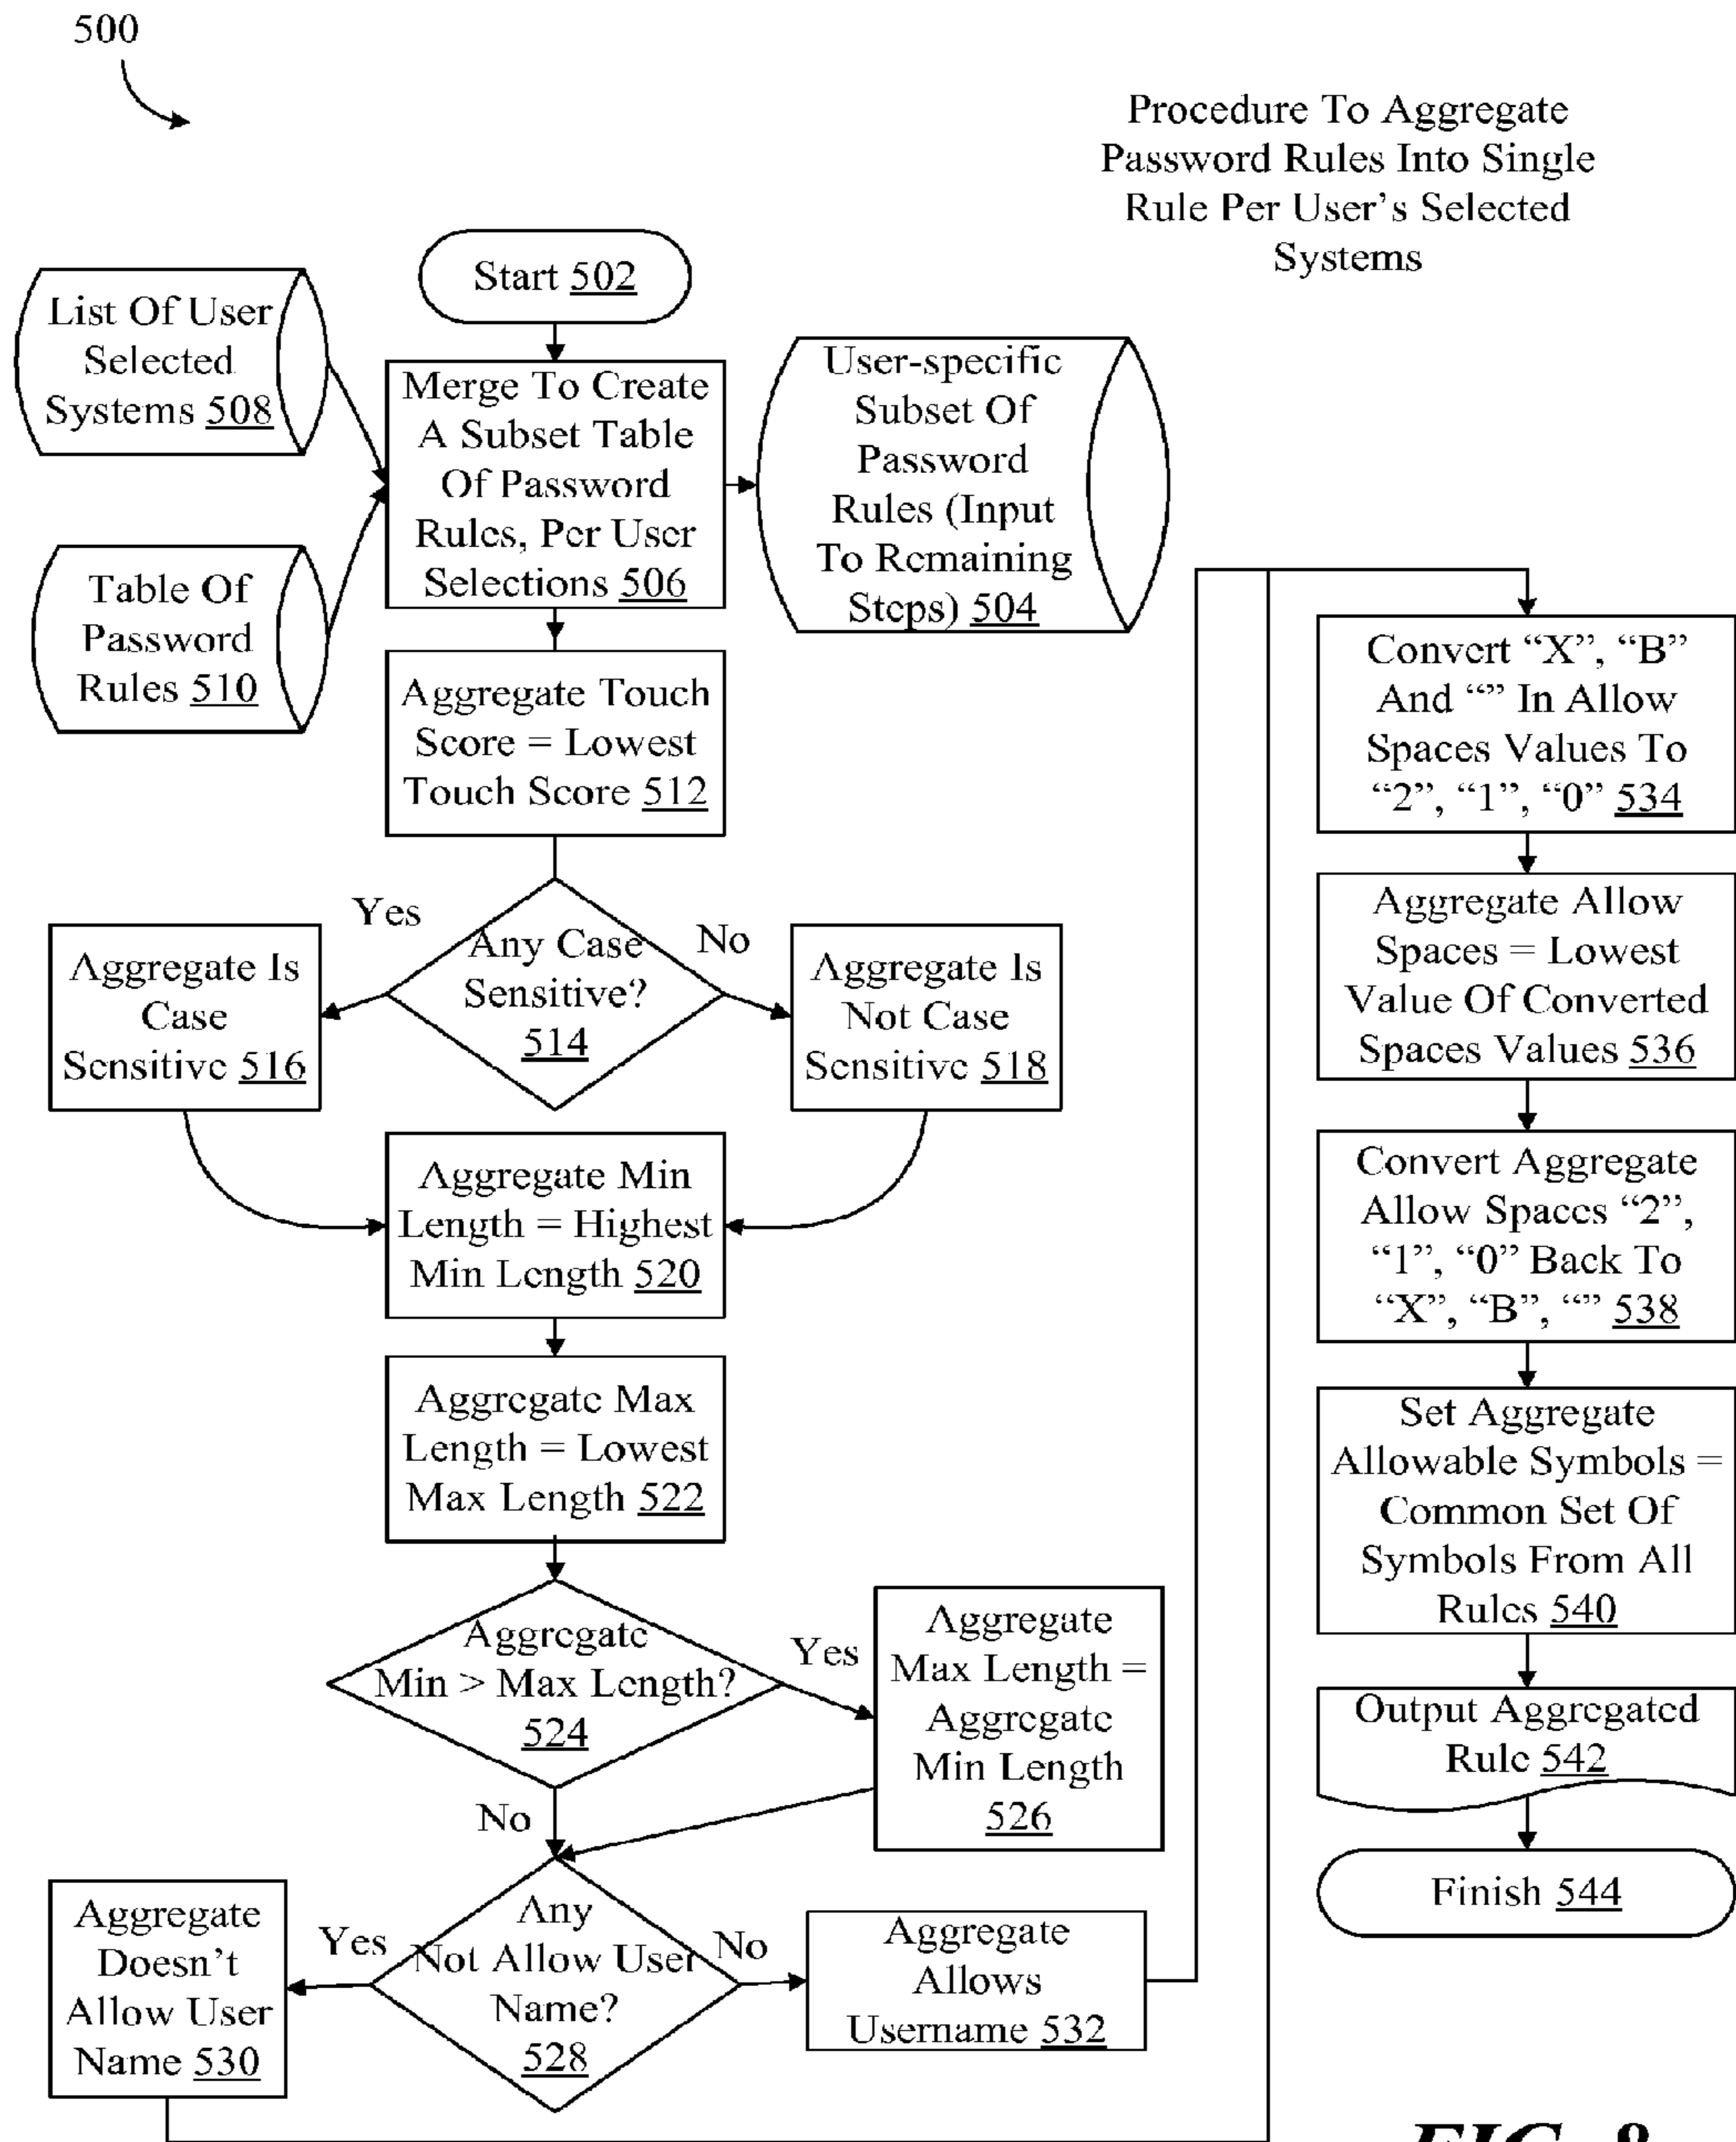 500
Procedure To Aggregate
Password Rules Into Single
Rule Per User's Selected
Systems
Start 502
List Of User
Selected
Systems 508
Merge To Create
A Subset Table
Of Password
Rules, Per User
Selections 506
User-specific
Subset Of
Password
Rules (Input
To Remaining
Steps) 504
Table Of
Password
Rules 510
Aggregate Touch
Score = Lowest
Touch Score 512
Yes
Any Case
Sensitive?
514
No
Aggregate Is
Case
Sensitive 516
Aggregate Is
Not Case
Sensitive 518
Aggregate Min
Length = Highest
Min Length 520
Aggregate Max
Length = Lowest
Max Length 522
Aggregate
Min > Max Length?
524
Yes
No
Aggregate
Max Length =
Aggregate
Min Length
526
Any
Not Allow User
Name?
528
Yes
No
Aggregate
Doesn't
Allow User
Name 530
Aggregate
Allows
Username 532
Convert “X”, “B”
And “” In Allow
Spaces Values To
“2”, “1”, “0” 534
Aggregate Allow
Spaces = Lowest
Value Of Converted
Spaces Values 536
Convert Aggregate
Allow Spaces “2”,
“1”, “0” Back To
“X”, “B”, “” 538
Set Aggregate
Allowable Symbols =
Common Set Of
Symbols From All
Rules 540
Output Aggregated
Rule 542
Finish 544
FIG. 8